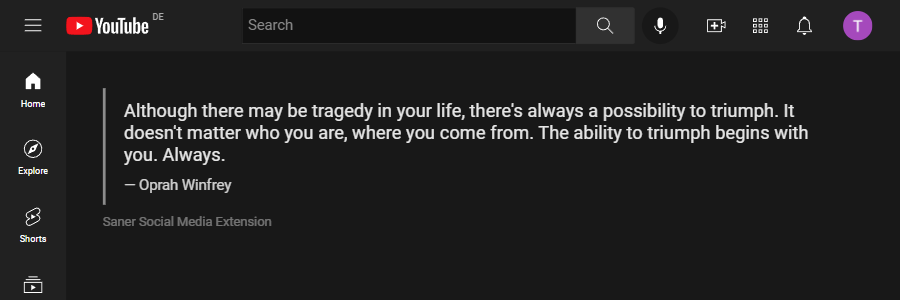 YouTube DE
Search
T
Home
Explore
Shorts
Although there may be tragedy in your life, there's always a possibility to triumph. It
doesn't matter who you are, where you come from. The ability to triumph begins with
you. Always.
— Oprah Winfrey
Saner Social Media Extension